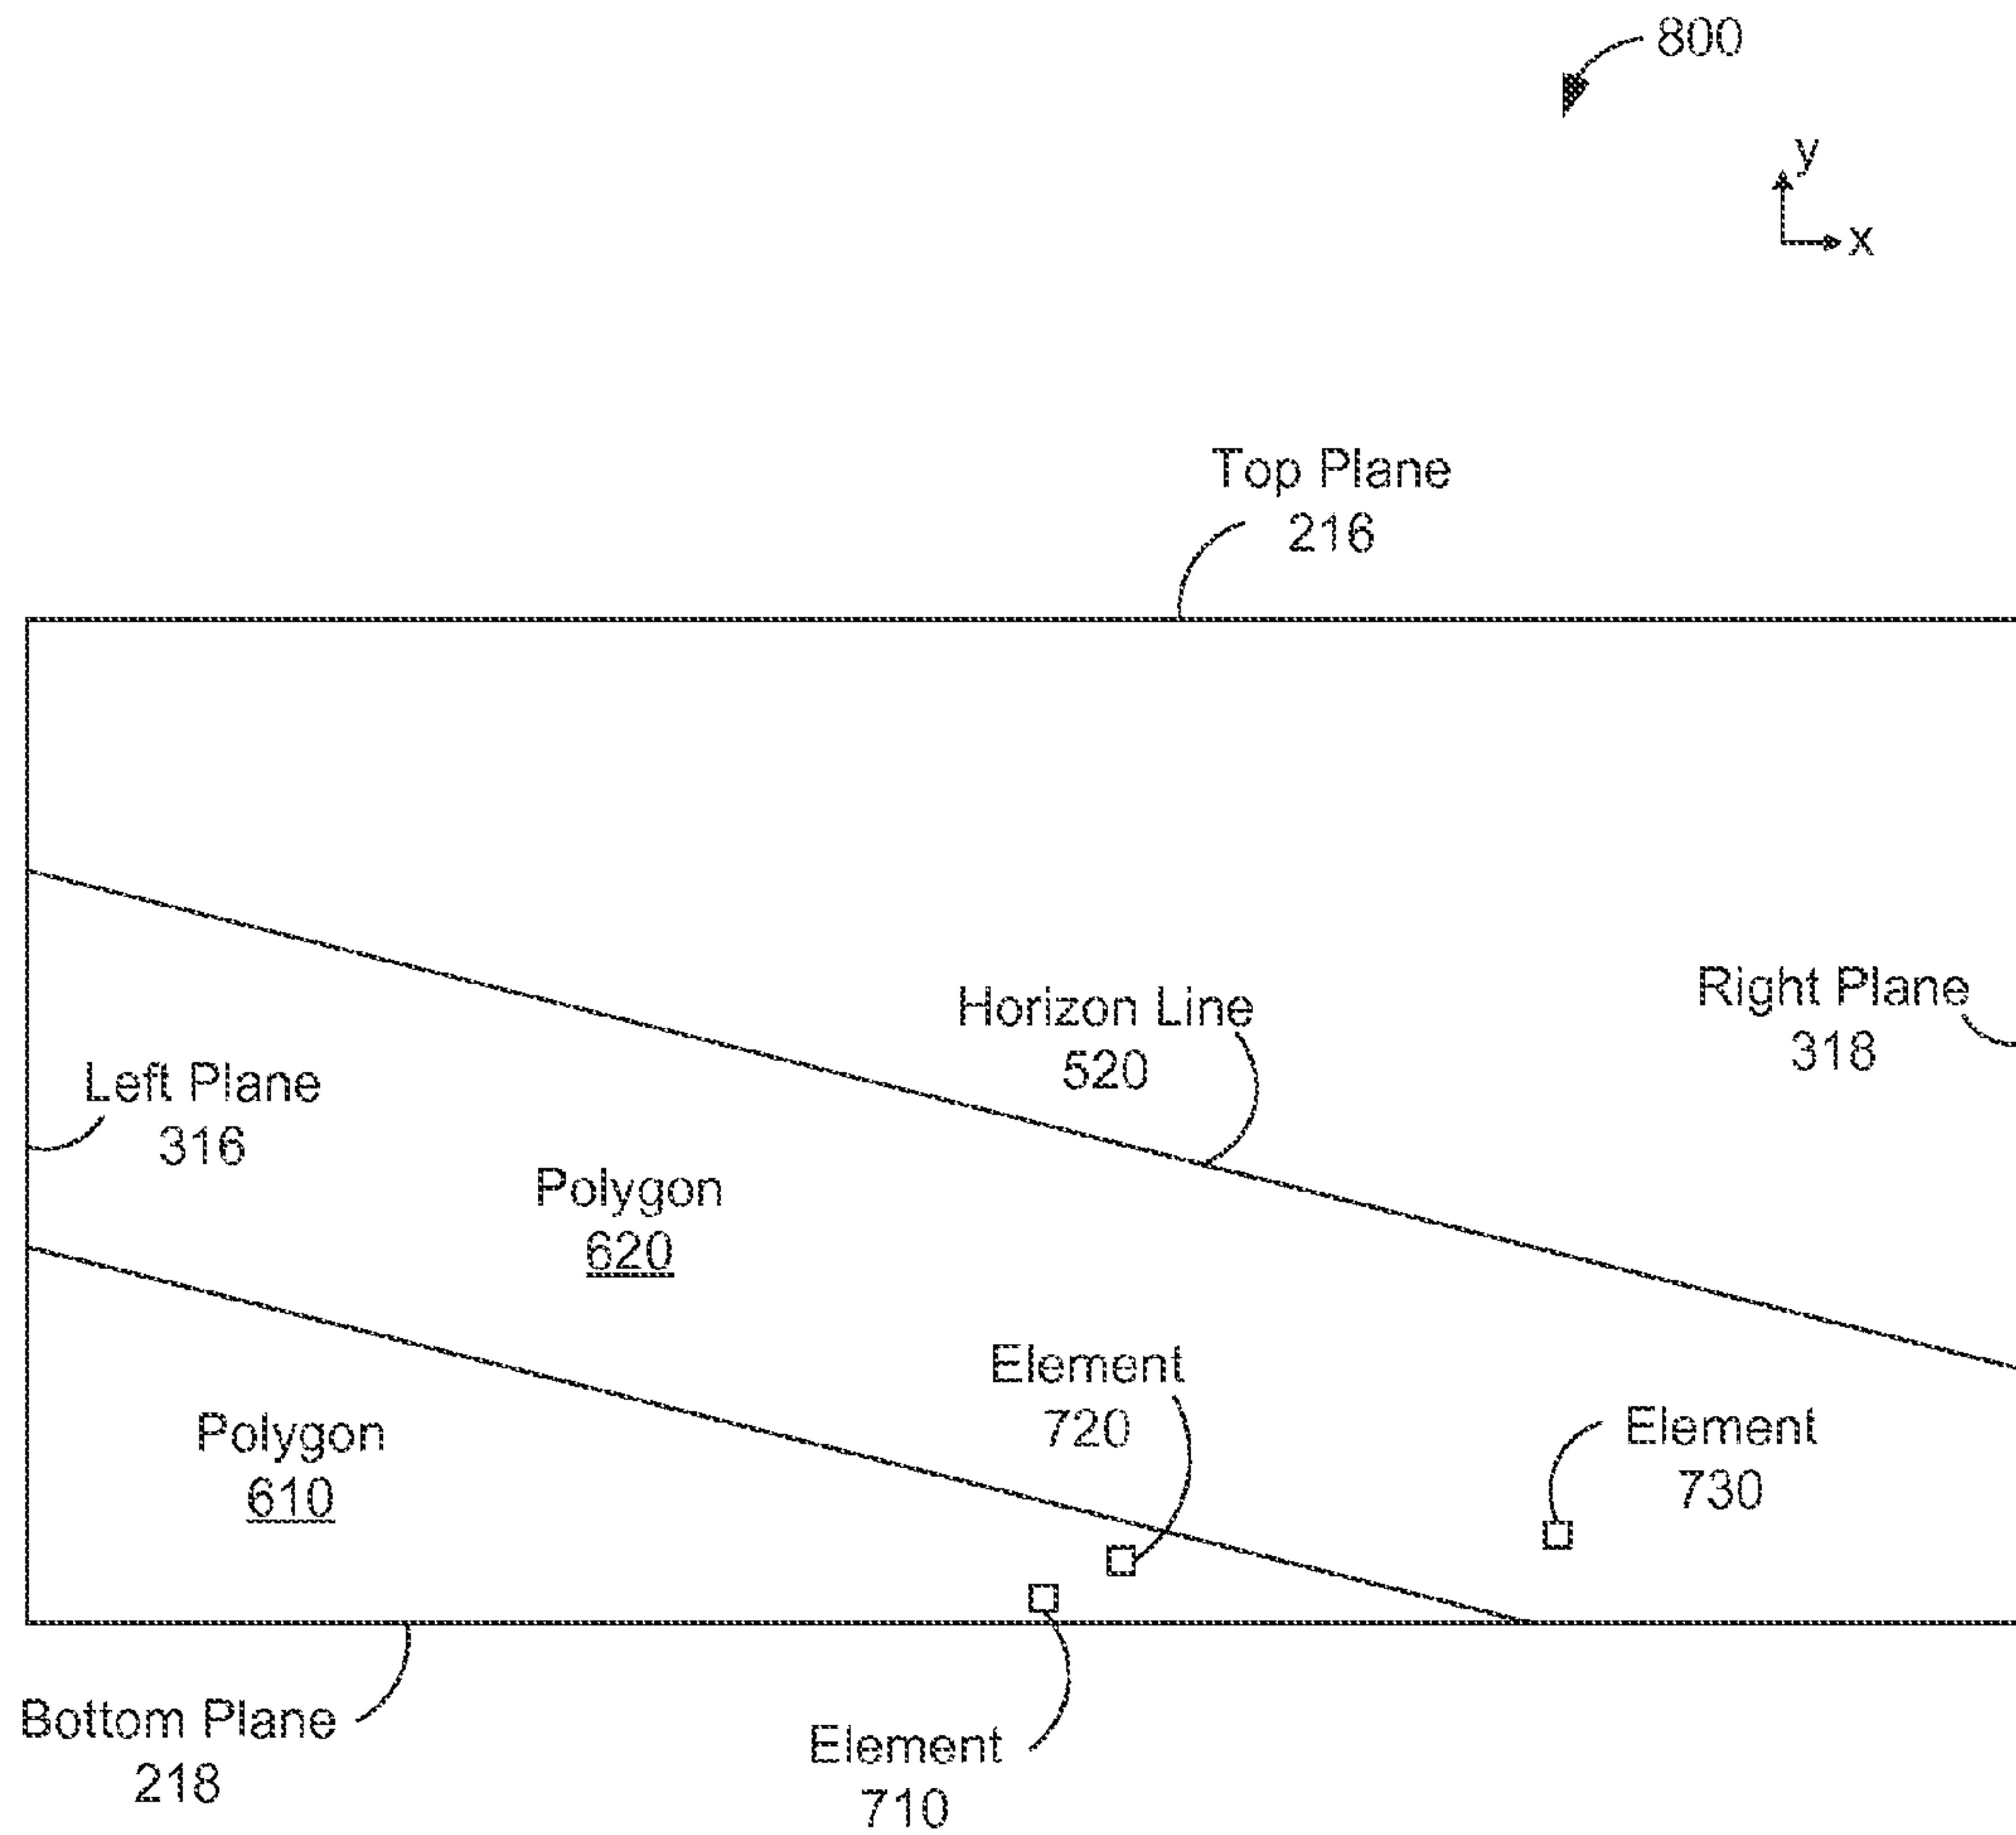 800
y
x
Top Plane
216
Horizon Line
520
Right Plane
318
Left Plane
316
Polygon
620
Element
720
Element
730
Polygon
610
Bottom Plane
218
Element
710